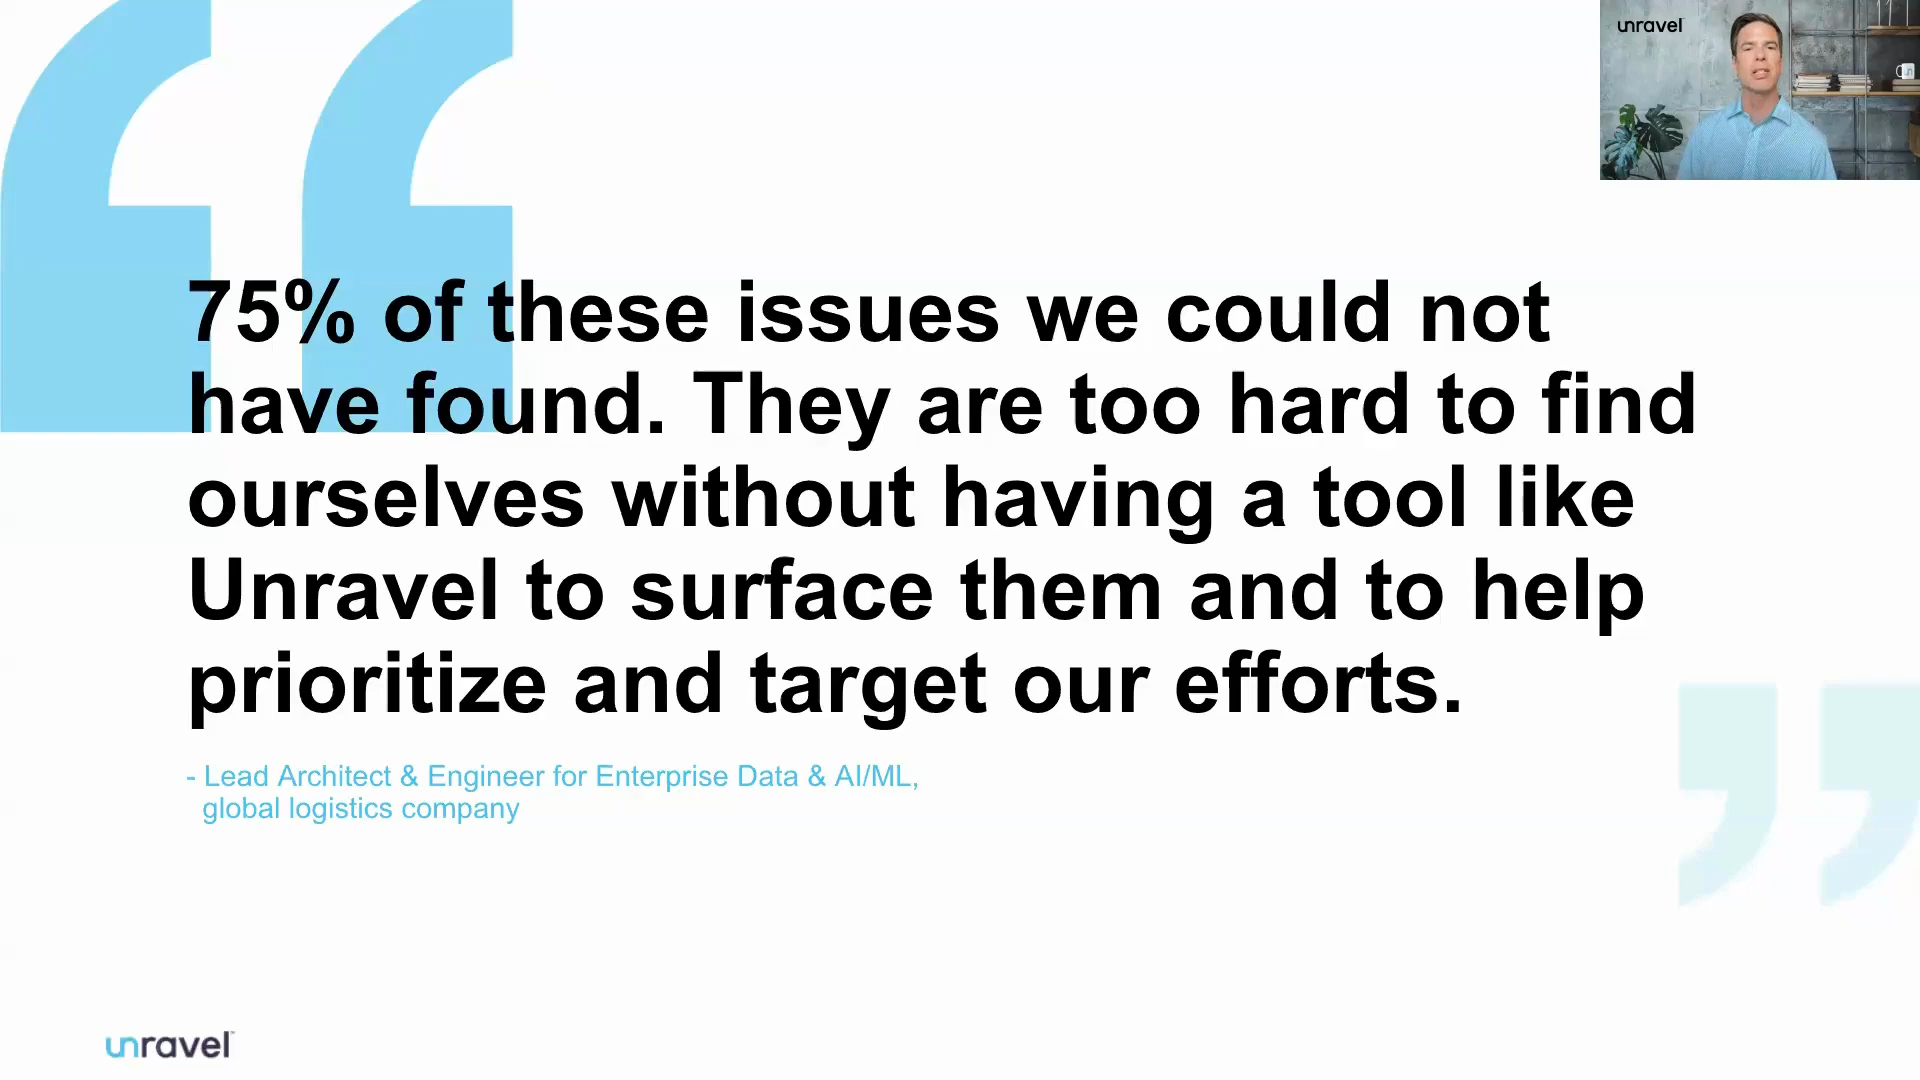 unravel
75% of these issues we could not
have found. They are too hard to find
ourselves without having a tool like
Unravel to surface them and to help
prioritize and target our efforts.
- Lead Architect & Engineer for Enterprise Data & AI/ML,
global logistics company
unravel